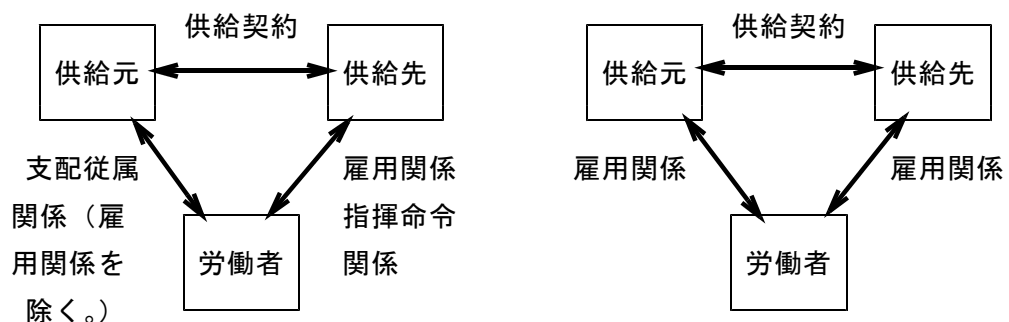 供給契約
供給元
供給先
支配従属
関係（雇
用関係を
除く。）
雇用関係
指揮命令
関係
労働者
供給契約
供給元
供給先
雇用関係
雇用関係
労働者